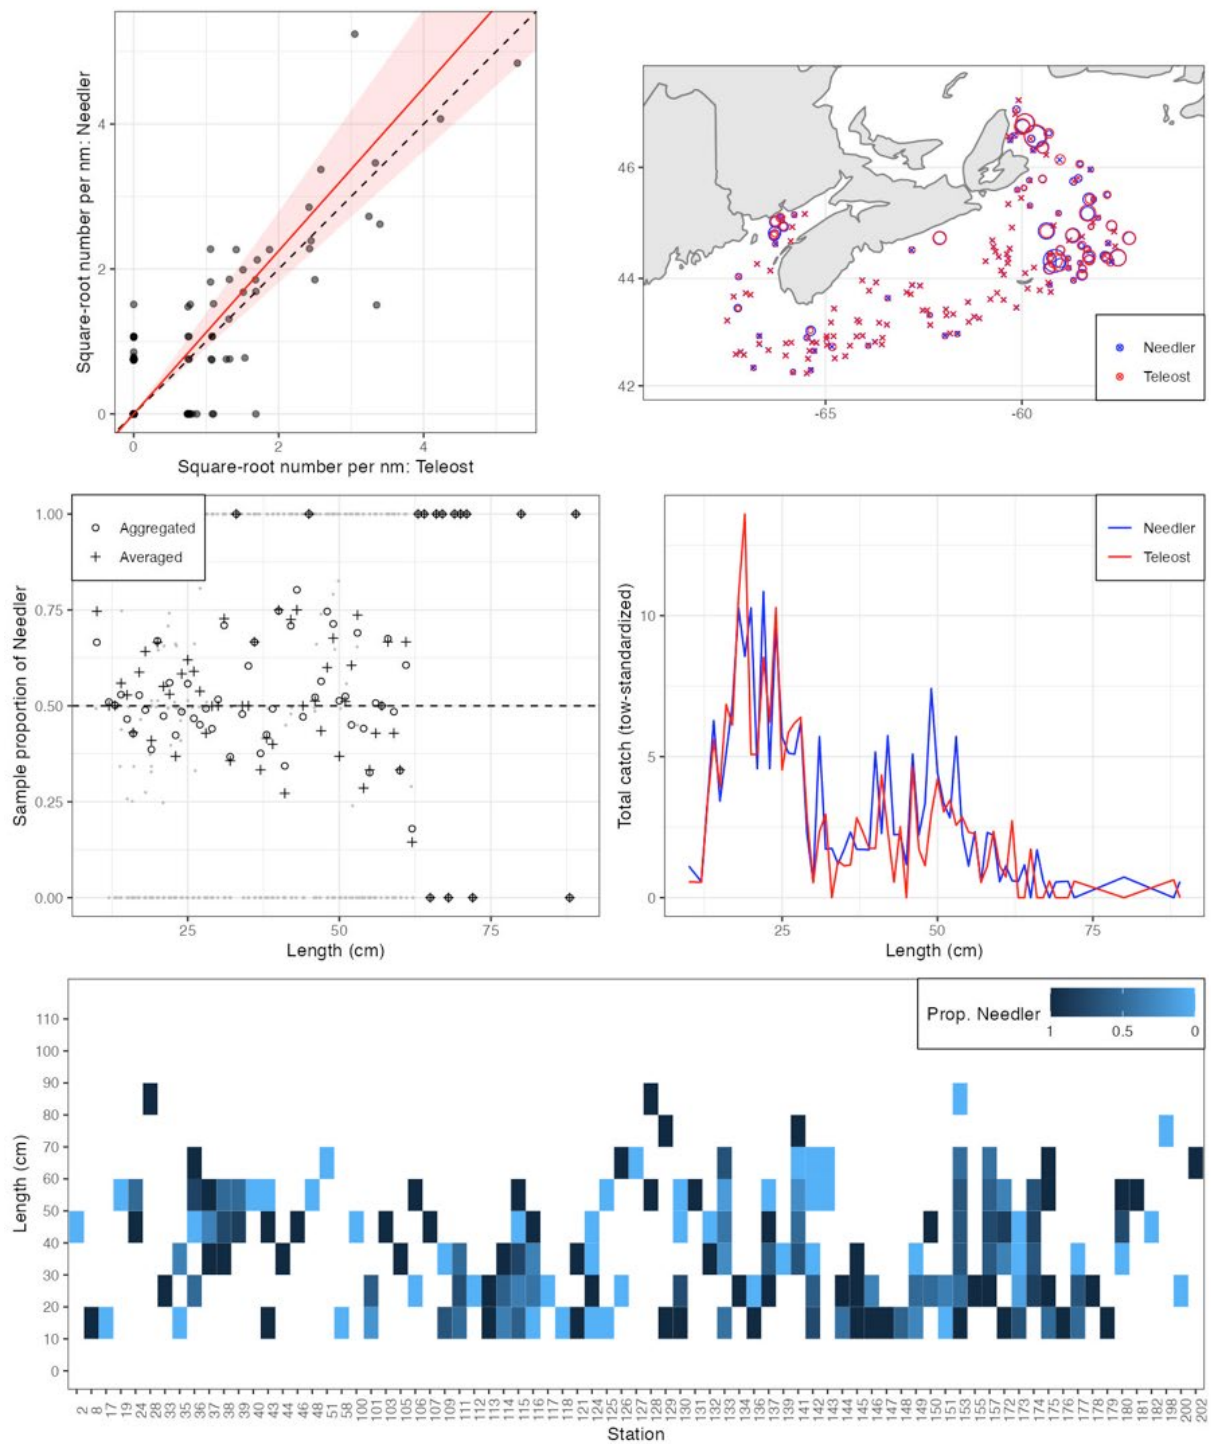 Square-root number per nm: Needler
4
2
0
0
2
4
Square-root number per nm: Teleost
46
44
42
-65
-60
Needler
Teleost
Sample proportion of Needler
1.00
0.75
0.50
0.25
0.00
Aggregated
Averaged
25
50
75
Length (cm)
Total catch (tow-standardized)
10
5
0
Needler
Teleost
25
50
75
Length (cm)
Prop. Needler
1
0.5
0
Length (cm)
110
100
90
80
70
60
50
40
30
20
10
0
2 8 17 19 24 28 33 35 36 37 38 39 40 43 44 46 48 51 58 100 101 103 105 106 107 109 111 112 113 114 115 116 117 118 121 124 125 126 127 128 129 130 131 132 133 134 136 137 139 141 142 143 144 145 146 147 148 149 150 151 153 155 157 172 173 174 175 176 177 178 179 180 181 182 198 200 202
Station